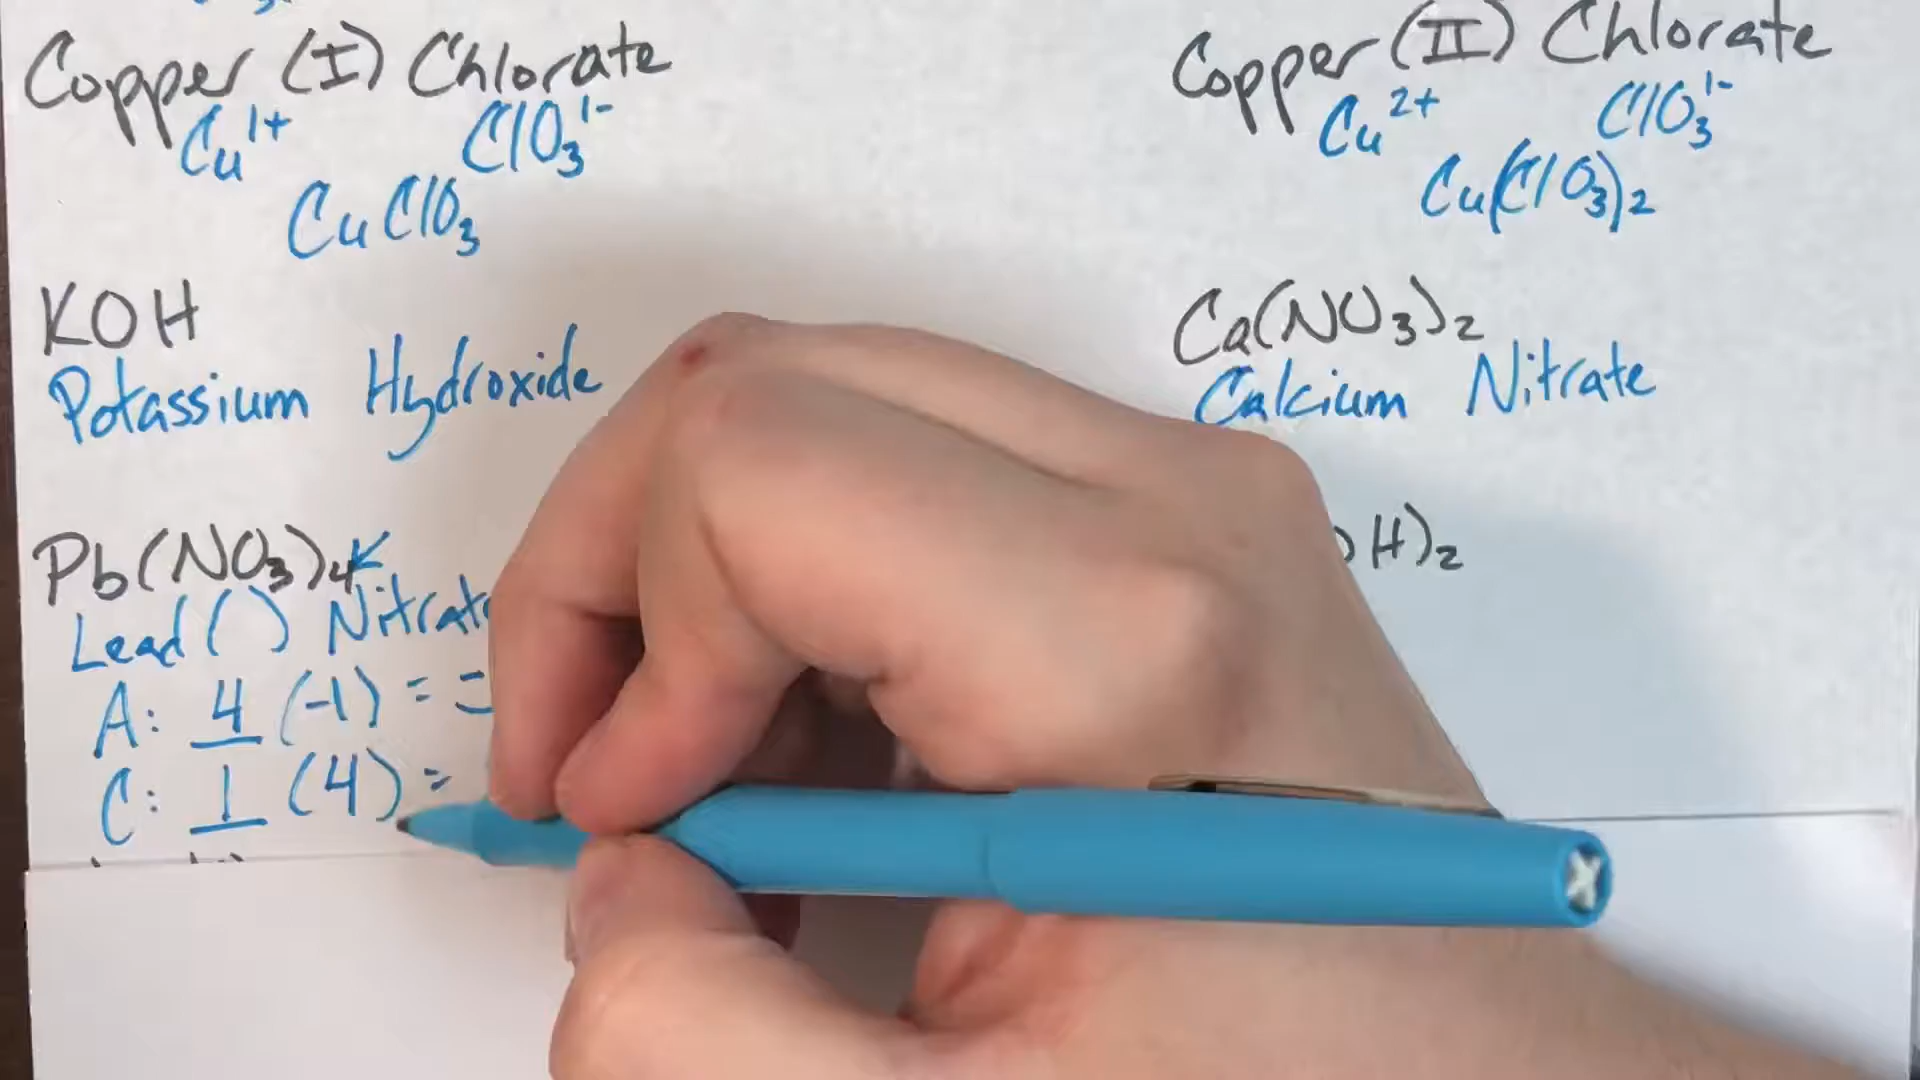 Copper (I) Chlorate
Cu¹⁺ ClO₃¹⁻
CuClO₃
KOH
Potassium Hydroxide
Pb(NO₃)₄
Lead ( ) Nitrate
A: 4 (-1) =
C: 1 (4) =
Copper (II) Chlorate
Cu²⁺ ClO₃¹⁻
Cu(ClO₃)₂
Ca(NO₃)₂
Calcium Nitrate
H)₂